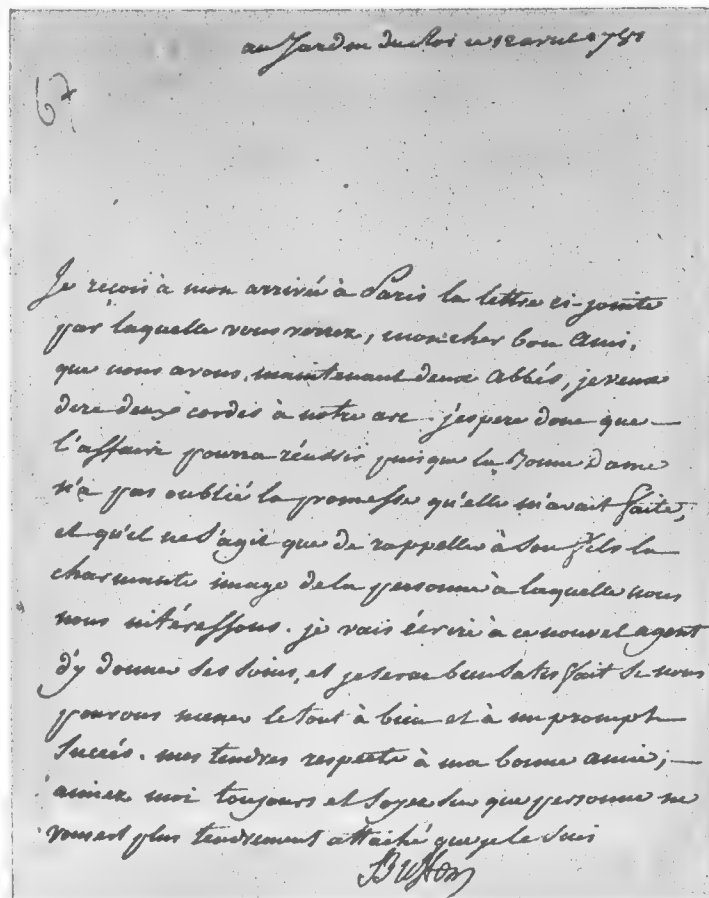 au Jardin du Roi ce 12 avril
67
Je reçois à mon arrivée à Paris la lettre ci-jointe
par laquelle vous verrez, mon cher bon Ami,
que nous avons, maintenant deux Abbés, je veux
dire deux cordes à notre arc. j'espere donc que
l'affaire pourra réussir puisque la Bonne Dame
n'a pas oublié la promesse qu'elle m'avait faite,
et qu'il ne s'agit que de rappeller à son fils la
charmante image de la personne à laquelle nous
nous intéressons. je vais écrire à ce nouvel agent
d'y donner ses soins, et je serai bien satisfait si nous
pouvons mener le tout à bien et à un prompt
succès. mes tendres respects à ma bonne amie;
aimez moi toujours et soyez sur que personne ne
vous est plus tendrement attaché que je le suis
Buffon